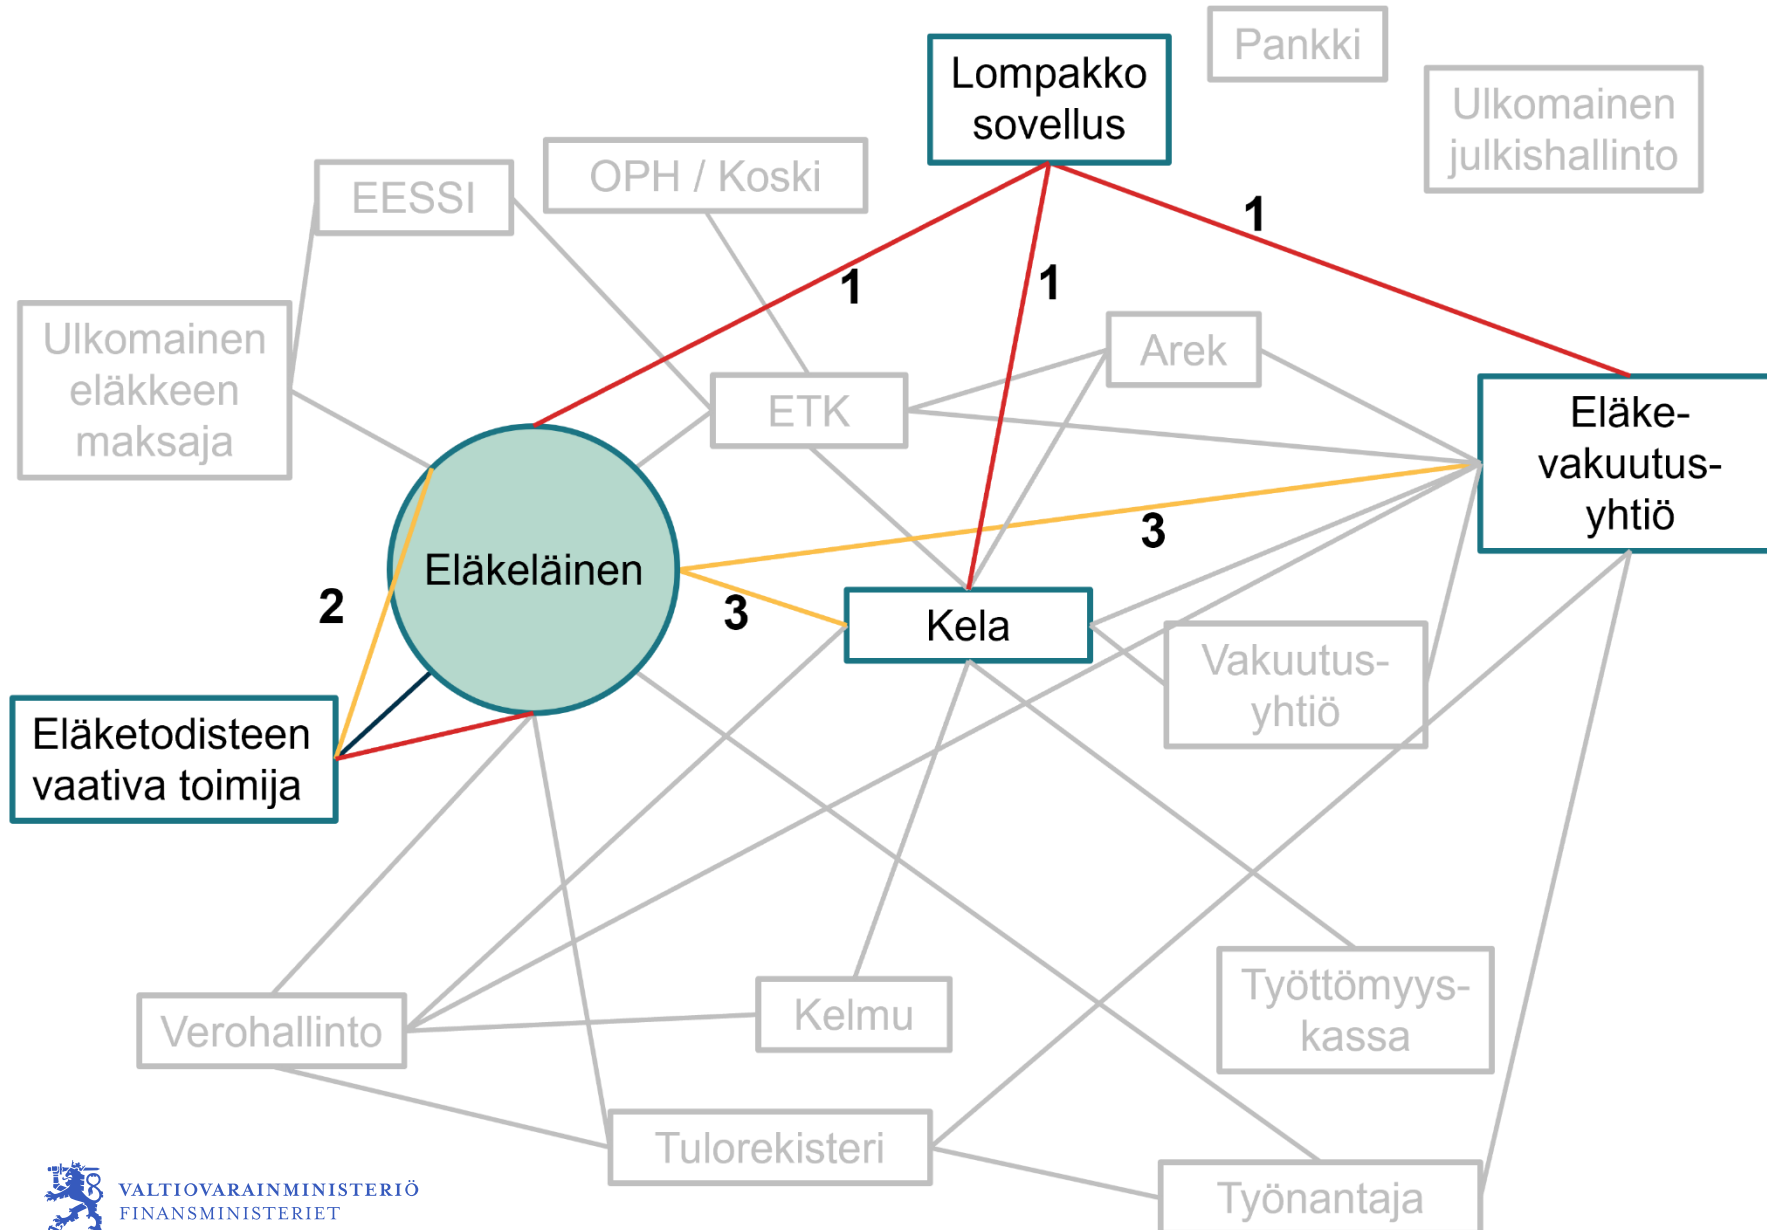 Pankki
Lompakko
sovellus
Ulkomainen
julkishallinto
OPH / Koski
EESSI
1
1
1
Ulkomainen
eläkkeen
maksaja
Arek
ETK
Eläke-
vakuutus-
yhtiö
3
Eläkeläinen
2
3
Kela
Vakuutus-
yhtiö
Eläketodisteen
vaativa toimija
Työttömyys-
kassa
Kelmu
Verohallinto
Tulorekisteri
Työnantaja
VALTIOVARAINMINISTERIÖ
FINANSMINISTERIET